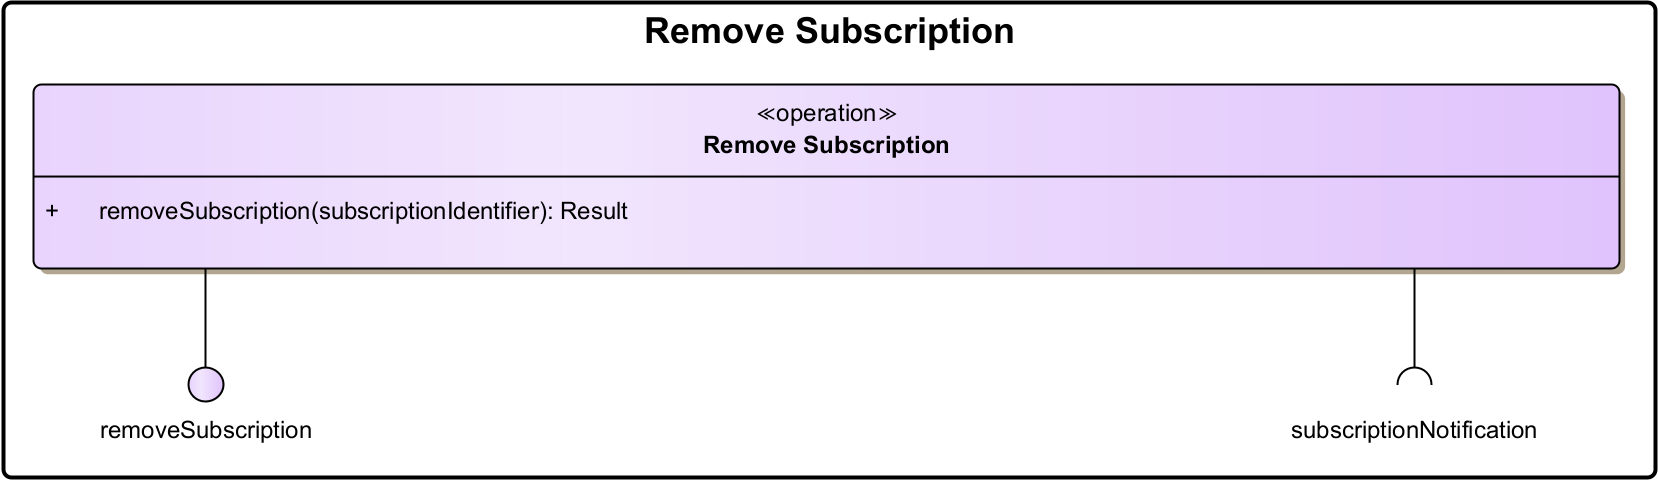 Remove Subscription
≪operation≫
Remove Subscription
+ removeSubscription(subscriptionIdentifier): Result
removeSubscription
subscriptionNotification